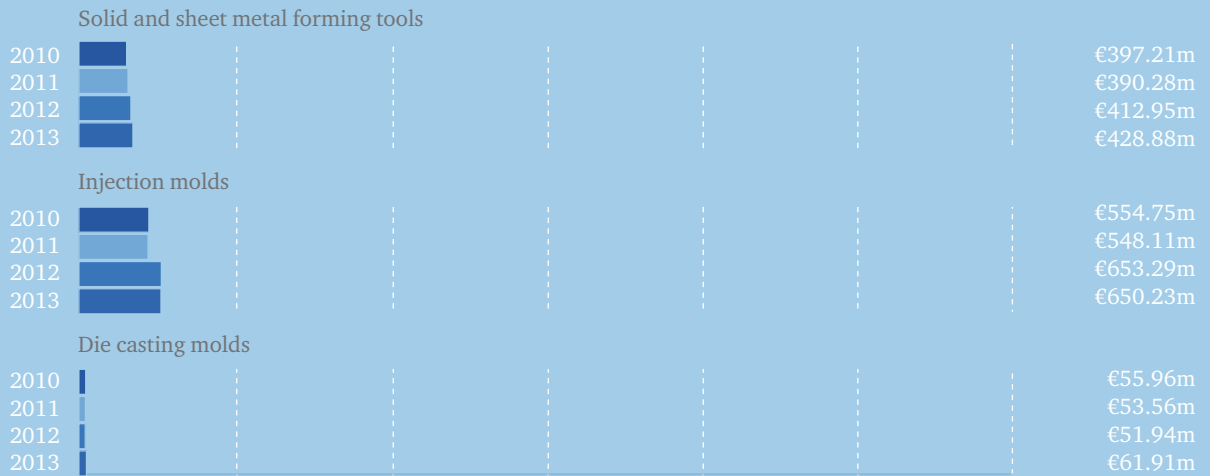 Solid and sheet metal forming tools
2010 €397.21m
2011 €390.28m
2012 €412.95m
2013 €428.88m
Injection molds
2010 €554.75m
2011 €548.11m
2012 €653.29m
2013 €650.23m
Die casting molds
2010 €55.96m
2011 €53.56m
2012 €51.94m
2013 €61.91m